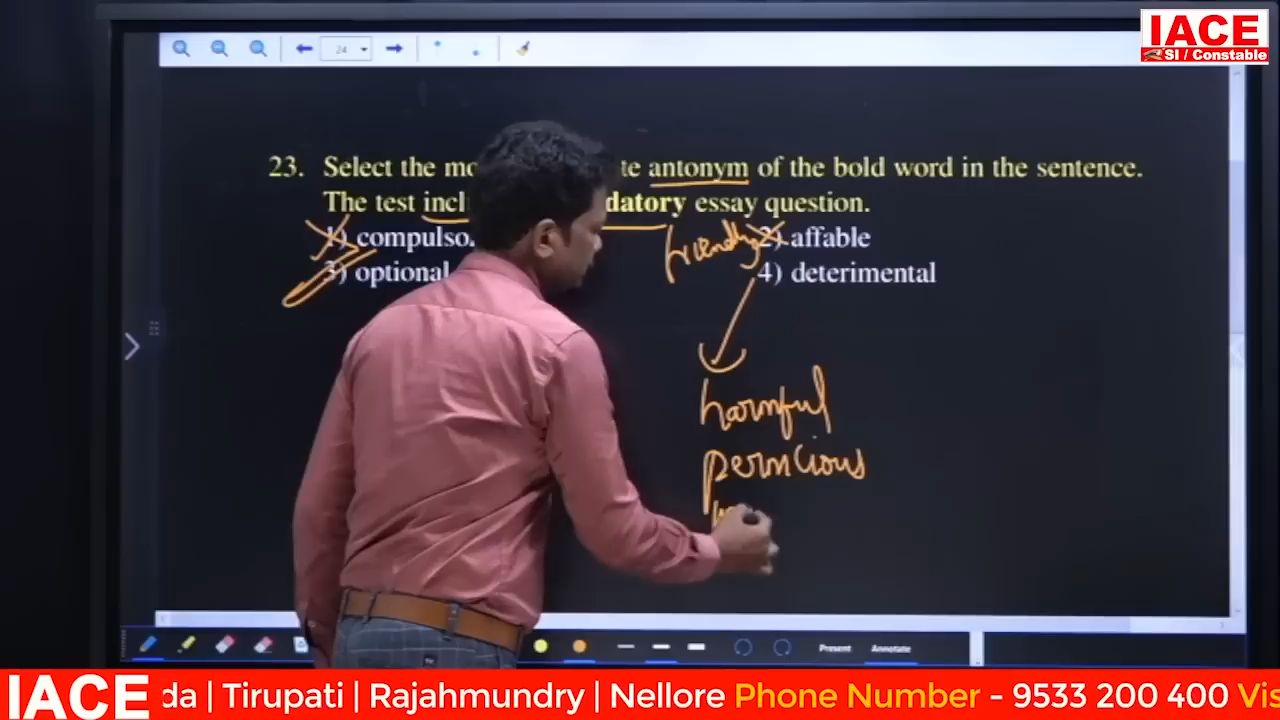 IACE
SI / Constable
24
23. Select the mo te antonym of the bold word in the sentence.
The test incl datory essay question.
1) compulso 2) affable
friendly
3) optional 4) deterimental
harmful
pernicious
Present Annotate
IACE da | Tirupati | Rajahmundry | Nellore Phone Number - 9533 200 400 Vis